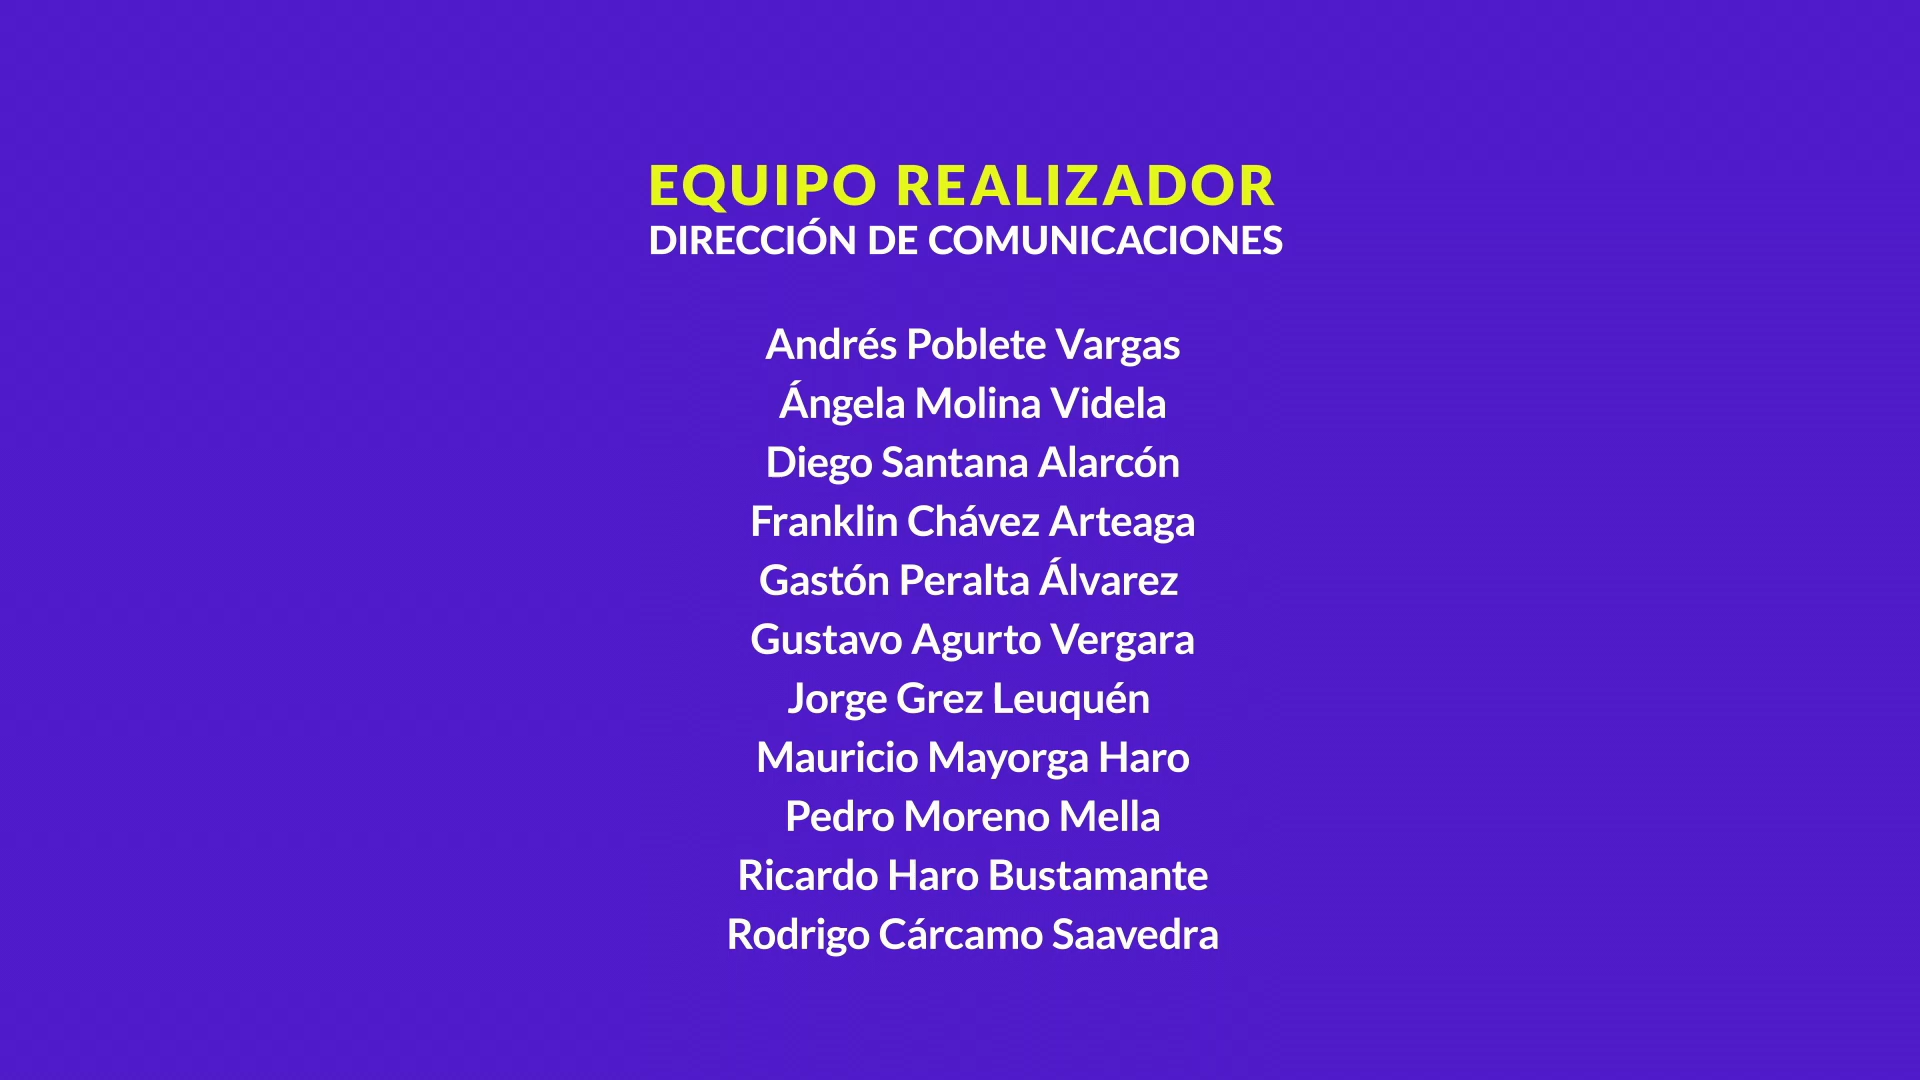 EQUIPO REALIZADOR
DIRECCIÓN DE COMUNICACIONES
Andrés Poblete Vargas
Ángela Molina Videla
Diego Santana Alarcón
Franklin Chávez Arteaga
Gastón Peralta Álvarez
Gustavo Agurto Vergara
Jorge Grez Leuquén
Mauricio Mayorga Haro
Pedro Moreno Mella
Ricardo Haro Bustamante
Rodrigo Cárcamo Saavedra